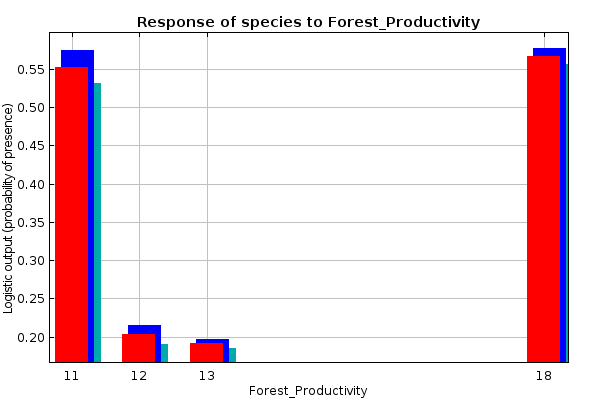 Response of species to Forest_Productivity
Logistic output (probability of presence)
0.55
0.50
0.45
0.40
0.35
0.30
0.25
0.20
11 12 13 18
Forest_Productivity